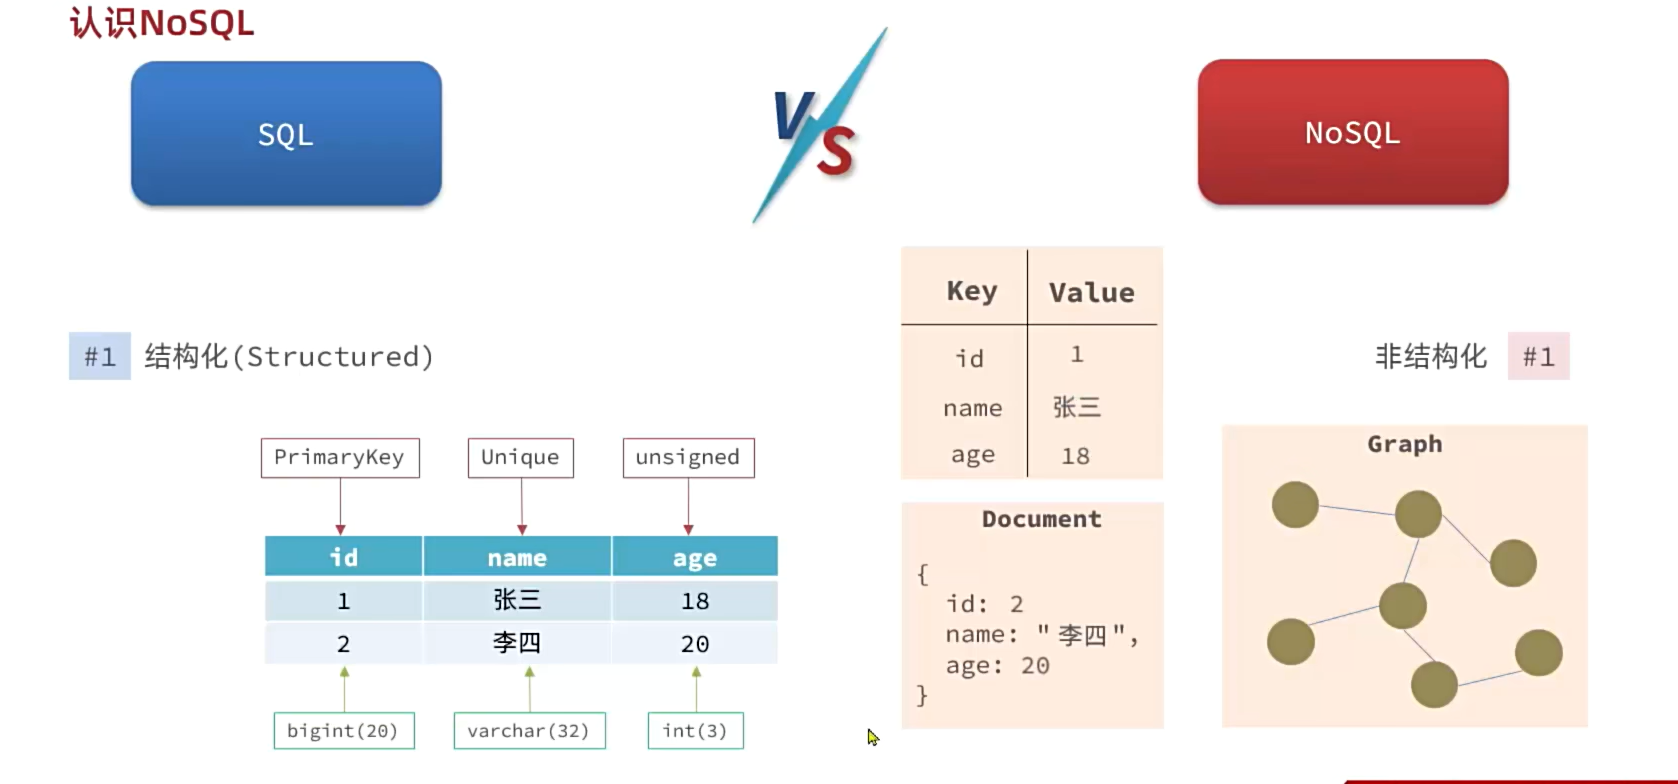 认识NoSQL
SQL
VS
NoSQL
#1 结构化(Structured)
PrimaryKey Unique unsigned
id name age
1 张三 18
2 李四 20
bigint(20) varchar(32) int(3)
Key Value
id 1
name 张三
age 18
Document
{
id: 2
name: "李四",
age: 20
}
非结构化 #1
Graph